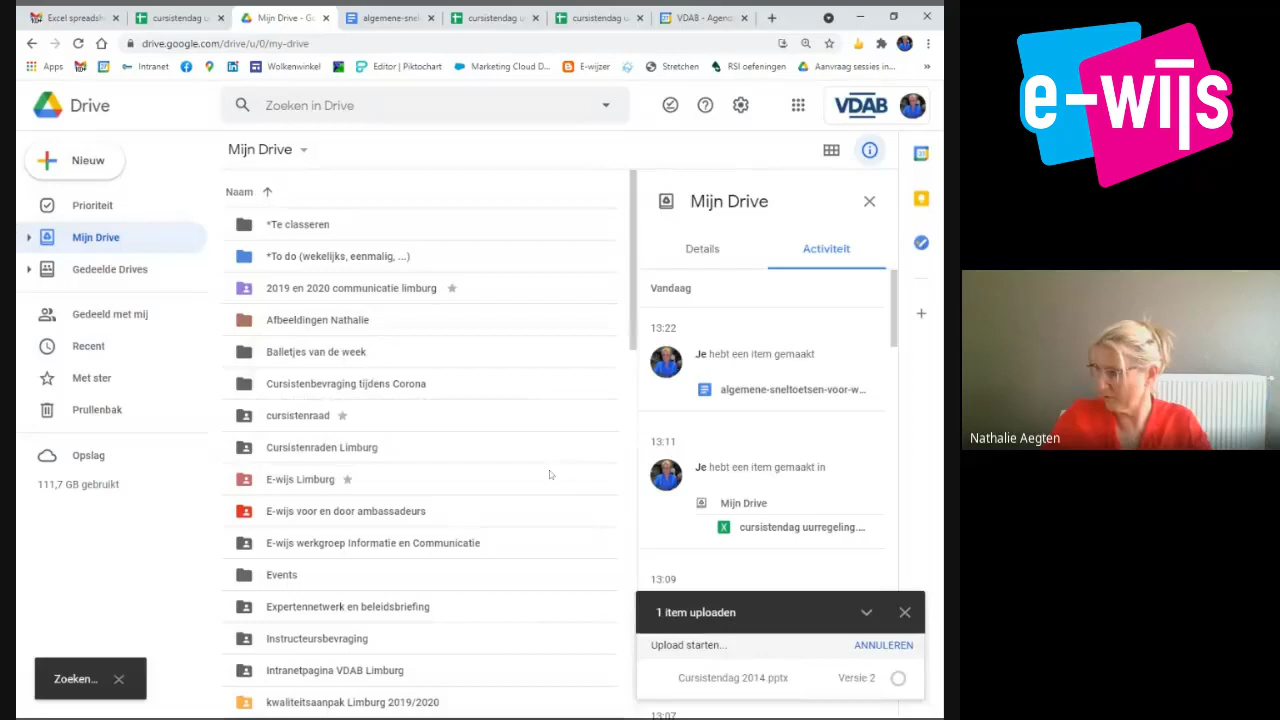 Excel spreadsh
cursistendag u
Mijn Drive - Go
algemene-snel
cursistendag u
cursistendag u
VDAB - Agend
drive.google.com/drive/u/0/my-drive
Apps
Intranet
Wolkenwinkel
Editor | Piktochart
Marketing Cloud D...
E-wijzer
Stretchen
RSI oefeningen
Aanvraag sessies in...
Drive
Zoeken in Drive
VDAB
Nieuw
Prioriteit
Mijn Drive
Gedeelde Drives
Gedeeld met mij
Recent
Met ster
Prullenbak
Opslag
111,7 GB gebruikt
Zoeken...
Mijn Drive
Naam
*Te classeren
*To do (wekelijks, eenmalig, ...)
2019 en 2020 communicatie limburg
Afbeeldingen Nathalie
Balletjes van de week
Cursistenbevraging tijdens Corona
cursistenraad
Cursistenraden Limburg
E-wijs Limburg
E-wijs voor en door ambassadeurs
E-wijs werkgroep Informatie en Communicatie
Events
Expertennetwerk en beleidsbriefing
Instructeursbevraging
Intranetpagina VDAB Limburg
kwaliteitsaanpak Limburg 2019/2020
Mijn Drive
Details
Activiteit
Vandaag
13:22
Je hebt een item gemaakt
algemene-sneltoetsen-voor-w...
13:11
Je hebt een item gemaakt in
Mijn Drive
cursistendag uurregeling....
13:09
1 item uploaden
Upload starten...
ANNULEREN
Cursistendag 2014.pptx
Versie 2
13:07
e-wijs
Nathalie Aegten